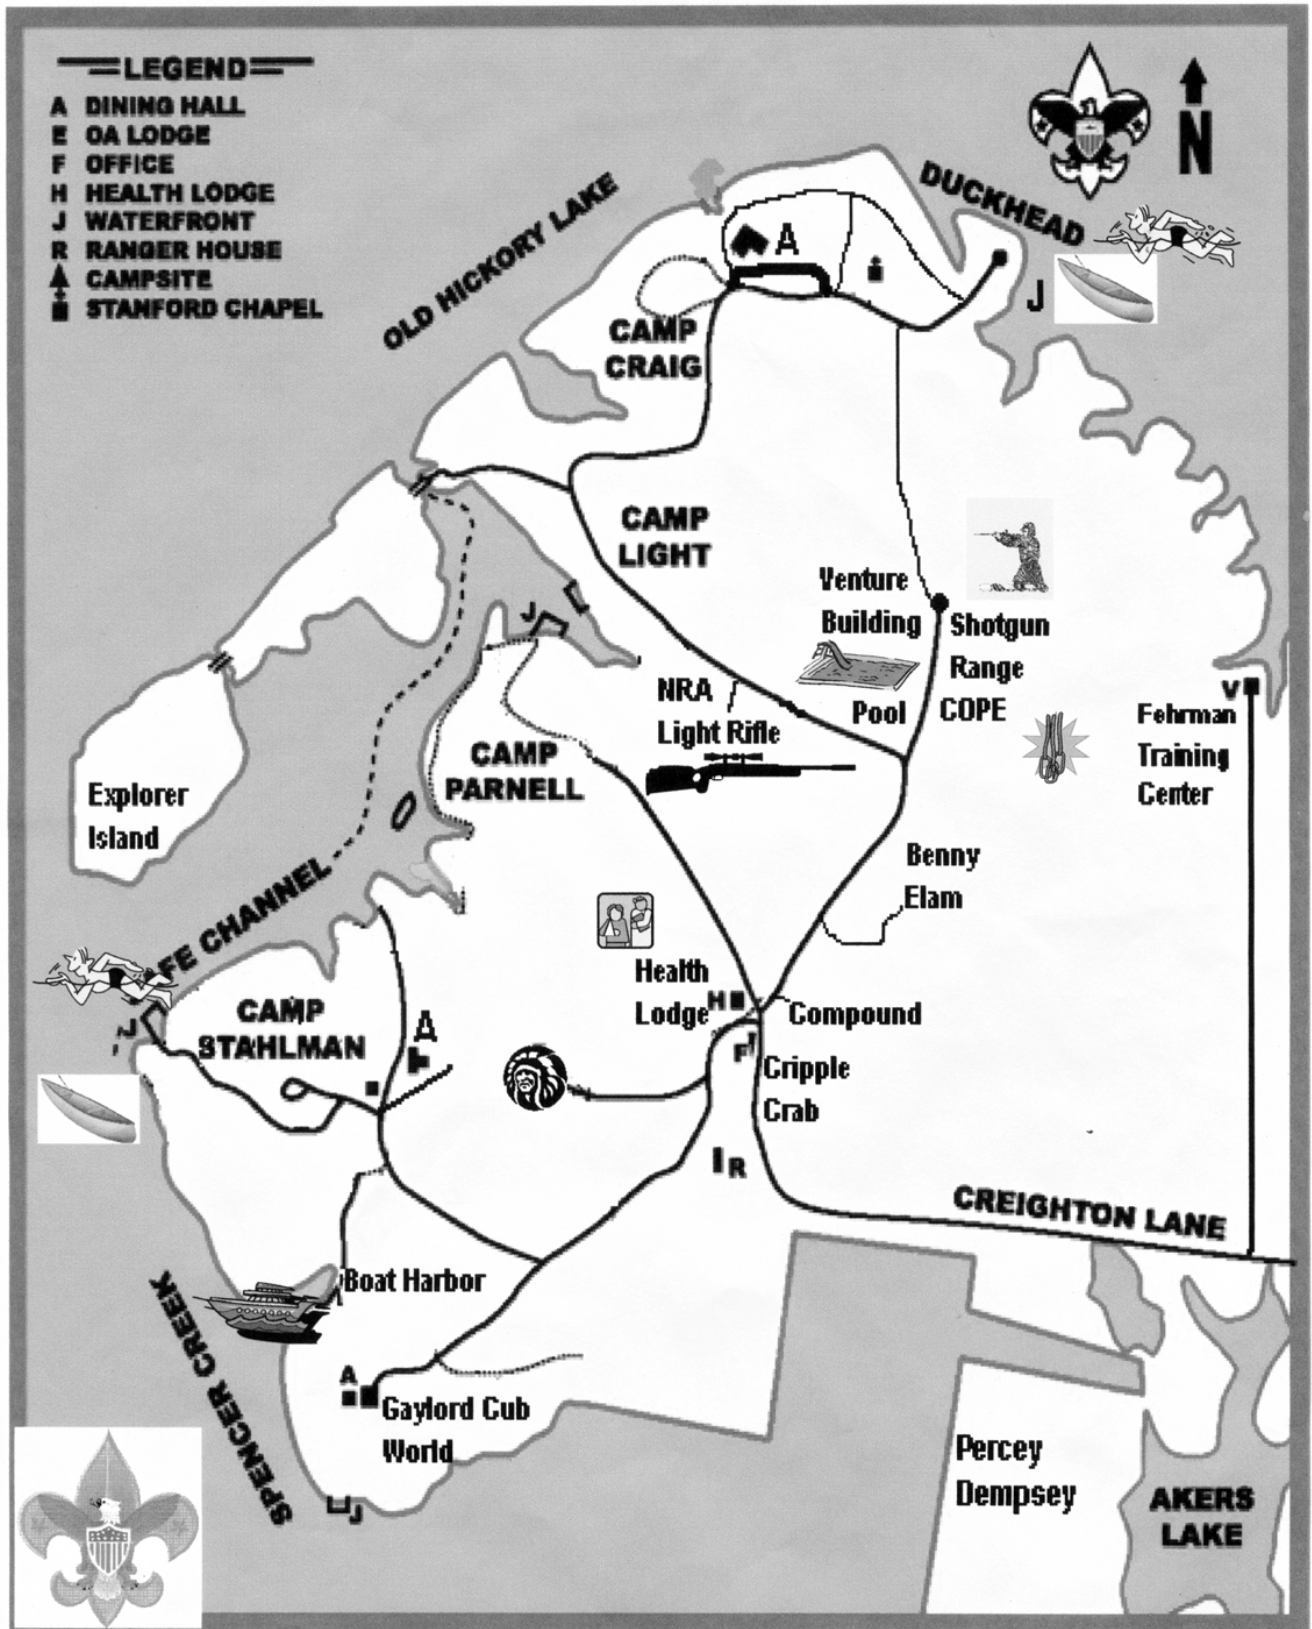 LEGEND
A DINING HALL
E OA LODGE
F OFFICE
H HEALTH LODGE
J WATERFRONT
R RANGER HOUSE
CAMPSITE
STANFORD CHAPEL
N
DUCKHEAD
OLD HICKORY LAKE
A
J
CAMP
CRAIG
CAMP
LIGHT
Venture
Building
Shotgun
Range
COPE
Pool
J
NRA
Light Rifle
V
Fehrman
Training
Center
CAMP
PARNELL
Explorer
Island
Benny
Elam
FE CHANNEL
Health
Lodge
H
Compound
F
Cripple
Crab
CAMP
STAHLMAN
A
J
R
CREIGHTON LANE
Boat Harbor
SPENCER CREEK
A
Gaylord Cub
World
J
Percey
Dempsey
AKERS
LAKE